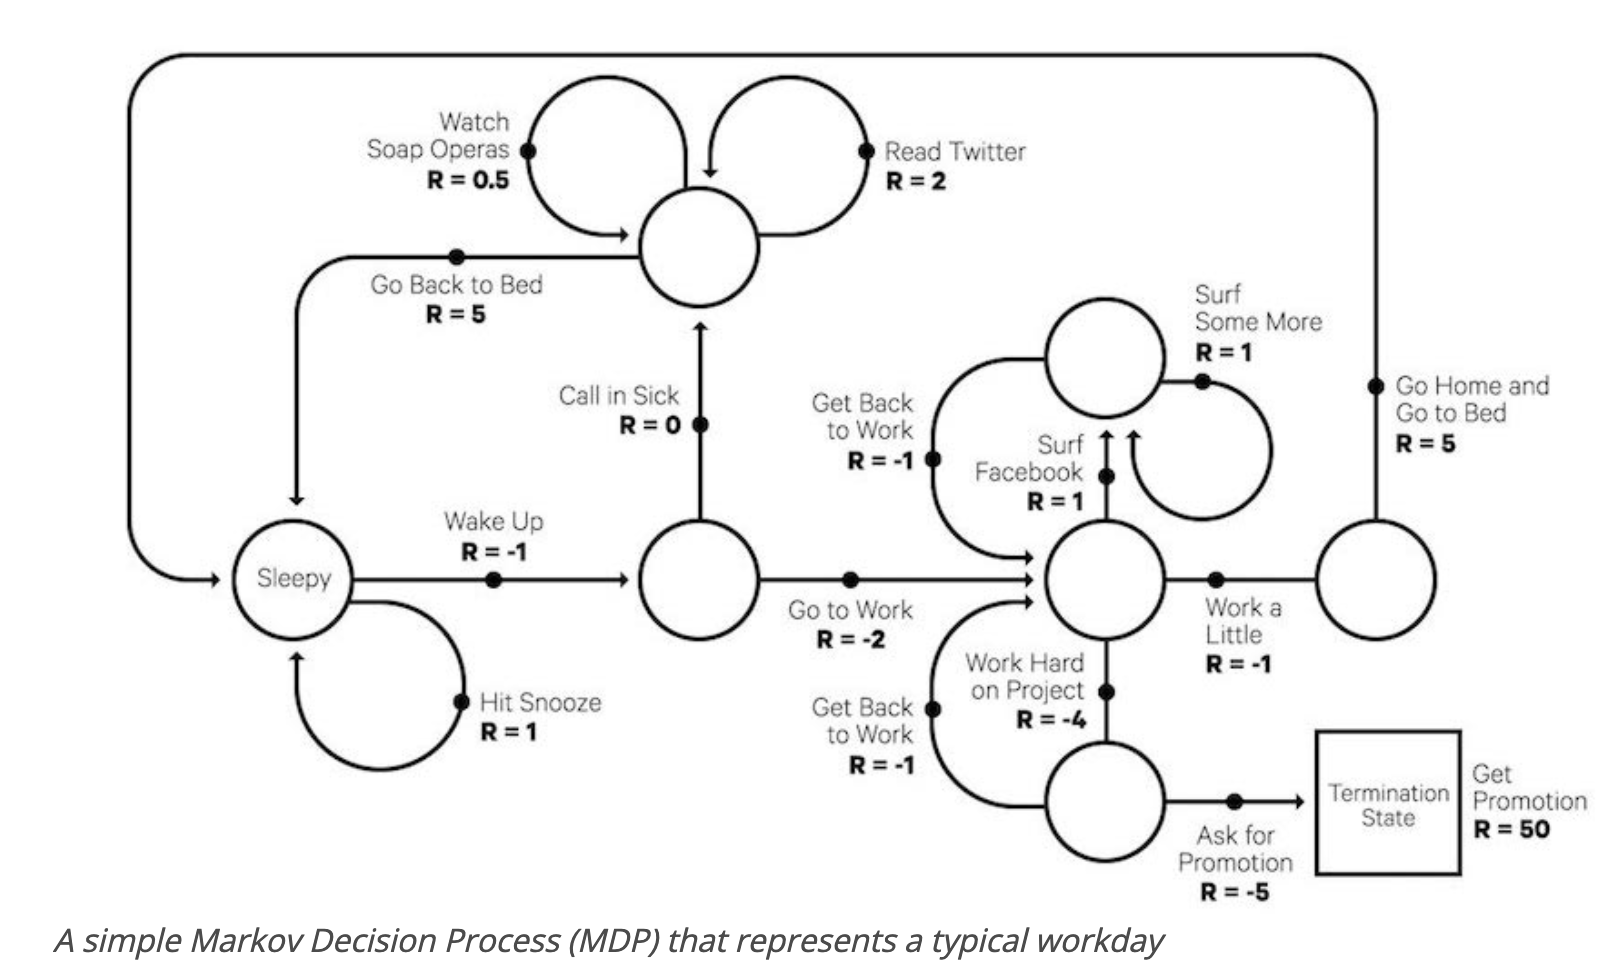 Watch
Soap Operas
R = 0.5
Read Twitter
R = 2
Go Back to Bed
R = 5
Surf
Some More
R = 1
Call in Sick
R = 0
Get Back
to Work
R = -1
Surf
Facebook
R = 1
Go Home and
Go to Bed
R = 5
Sleepy
Wake Up
R = -1
Go to Work
R = -2
Work a
Little
R = -1
Hit Snooze
R = 1
Get Back
to Work
R = -1
Work Hard
on Project
R = -4
Ask for
Promotion
R = -5
Termination
State
Get
Promotion
R = 50
A simple Markov Decision Process (MDP) that represents a typical workday